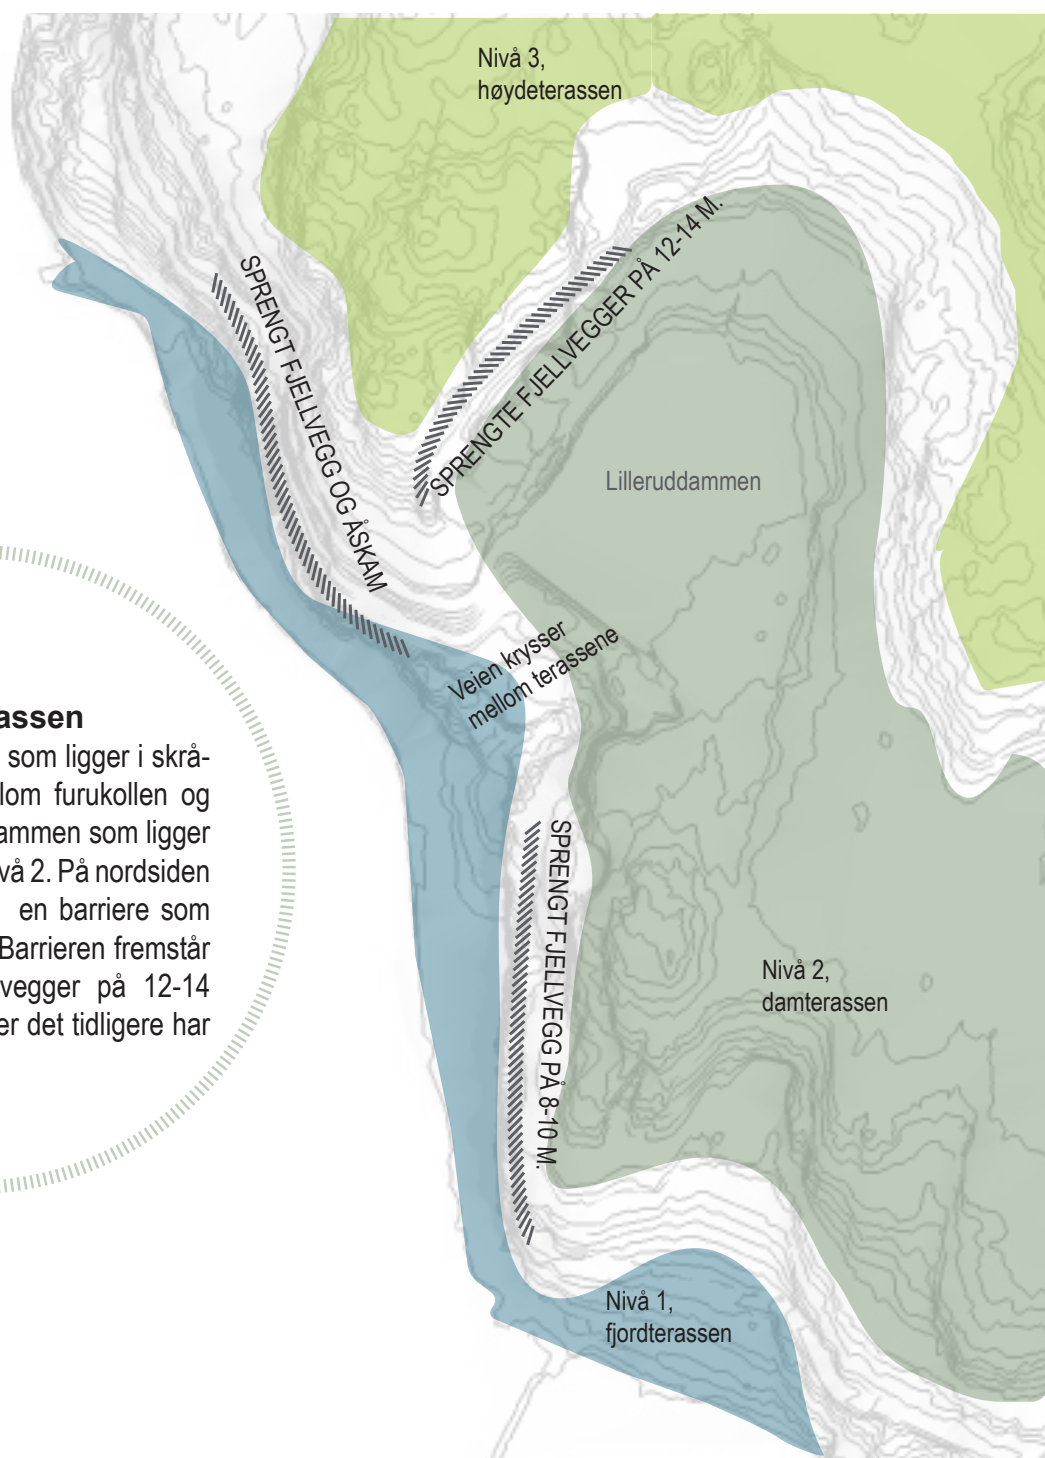 Nivå 3,
høydeterassen
SPRENGTE FJELLVEGGER PÅ 12-14 M.
SPRENGT FJELLVEGG OG ÅSKAM
Lilleruddammen
Veien krysser
mellom terassene
assen
som ligger i skrå-
lom furukollen og
ammen som ligger
vå 2. På nordsiden
en barriere som
Barrieren fremstår
vegger på 12-14
er det tidligere har
SPRENGT FJELLVEGG PÅ 8-10 M.
Nivå 2,
damterassen
Nivå 1,
fjordterassen